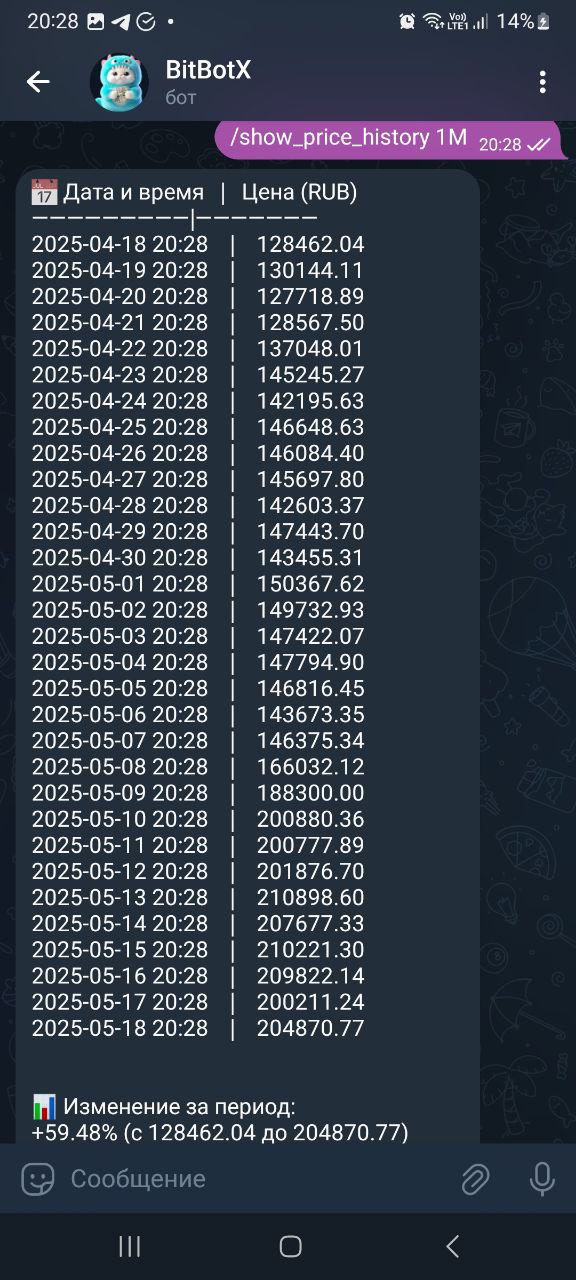 20:28
Vo)) LTE1
14%
BitBotX
бот
/show_price_history 1M 20:28
JUL 17 Дата и время | Цена (RUB)
—————————|———————
2025-04-18 20:28 | 128462.04
2025-04-19 20:28 | 130144.11
2025-04-20 20:28 | 127718.89
2025-04-21 20:28 | 128567.50
2025-04-22 20:28 | 137048.01
2025-04-23 20:28 | 145245.27
2025-04-24 20:28 | 142195.63
2025-04-25 20:28 | 146648.63
2025-04-26 20:28 | 146084.40
2025-04-27 20:28 | 145697.80
2025-04-28 20:28 | 142603.37
2025-04-29 20:28 | 147443.70
2025-04-30 20:28 | 143455.31
2025-05-01 20:28 | 150367.62
2025-05-02 20:28 | 149732.93
2025-05-03 20:28 | 147422.07
2025-05-04 20:28 | 147794.90
2025-05-05 20:28 | 146816.45
2025-05-06 20:28 | 143673.35
2025-05-07 20:28 | 146375.34
2025-05-08 20:28 | 166032.12
2025-05-09 20:28 | 188300.00
2025-05-10 20:28 | 200880.36
2025-05-11 20:28 | 200777.89
2025-05-12 20:28 | 201876.70
2025-05-13 20:28 | 210898.60
2025-05-14 20:28 | 207677.33
2025-05-15 20:28 | 210221.30
2025-05-16 20:28 | 209822.14
2025-05-17 20:28 | 200211.24
2025-05-18 20:28 | 204870.77
Изменение за период:
+59.48% (с 128462.04 до 204870.77)
Сообщение